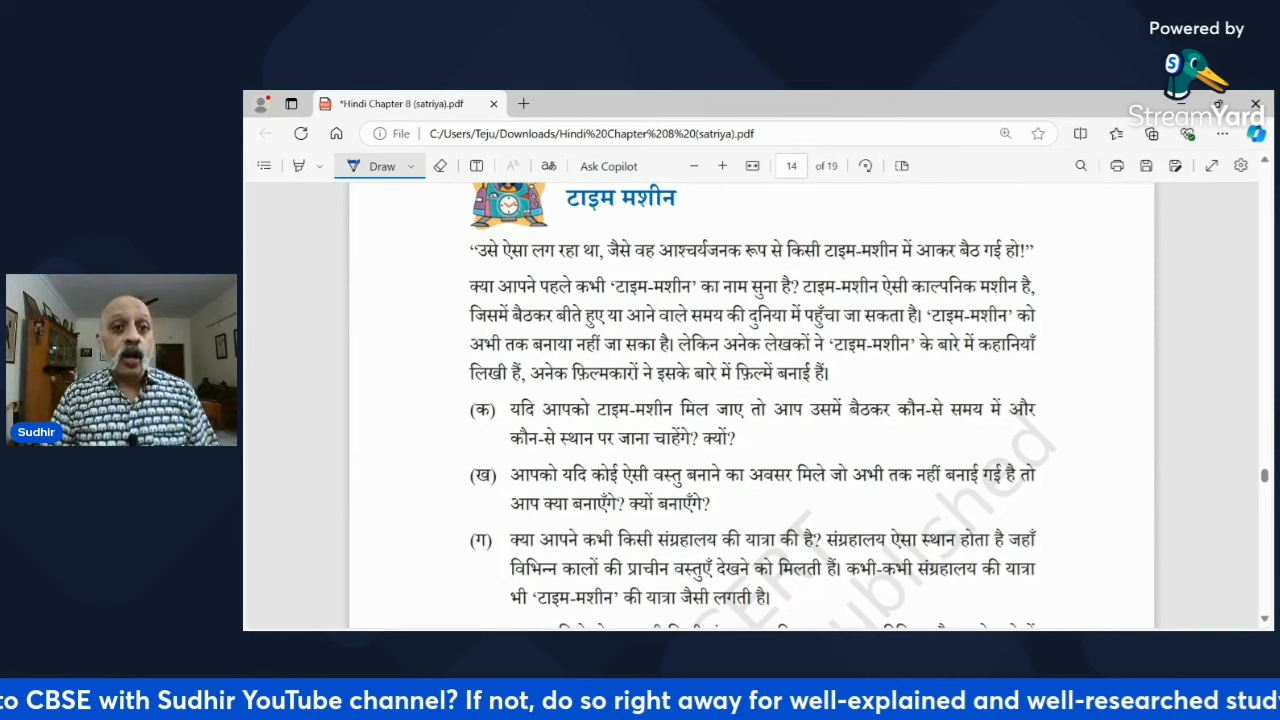 Powered by
S
StreamYard
*Hindi Chapter 8 (satriya).pdf
File
C:/Users/Teju/Downloads/Hindi%20Chapter%208%20(satriya).pdf
Draw
Ask Copilot
14
of 19
टाइम मशीन
“उसे ऐसा लग रहा था, जैसे वह आश्चर्यजनक रूप से किसी टाइम-मशीन में आकर बैठ गई हो!”
क्या आपने पहले कभी ‘टाइम-मशीन’ का नाम सुना है? टाइम-मशीन ऐसी काल्पनिक मशीन है,
जिसमें बैठकर बीते हुए या आने वाले समय की दुनिया में पहुँचा जा सकता है। ‘टाइम-मशीन’ को
अभी तक बनाया नहीं जा सका है। लेकिन अनेक लेखकों ने ‘टाइम-मशीन’ के बारे में कहानियाँ
लिखी हैं, अनेक फ़िल्मकारों ने इसके बारे में फ़िल्में बनाई हैं।
(क) यदि आपको टाइम-मशीन मिल जाए तो आप उसमें बैठकर कौन-से समय में और
कौन-से स्थान पर जाना चाहेंगे? क्यों?
(ख) आपको यदि कोई ऐसी वस्तु बनाने का अवसर मिले जो अभी तक नहीं बनाई गई है तो
आप क्या बनाएँगे? क्यों बनाएँगे?
(ग) क्या आपने कभी किसी संग्रहालय की यात्रा की है? संग्रहालय ऐसा स्थान होता है जहाँ
विभिन्न कालों की प्राचीन वस्तुएँ देखने को मिलती हैं। कभी-कभी संग्रहालय की यात्रा
भी ‘टाइम-मशीन’ की यात्रा जैसी लगती है।
Sudhir
to CBSE with Sudhir YouTube channel? If not, do so right away for well-explained and well-researched stud